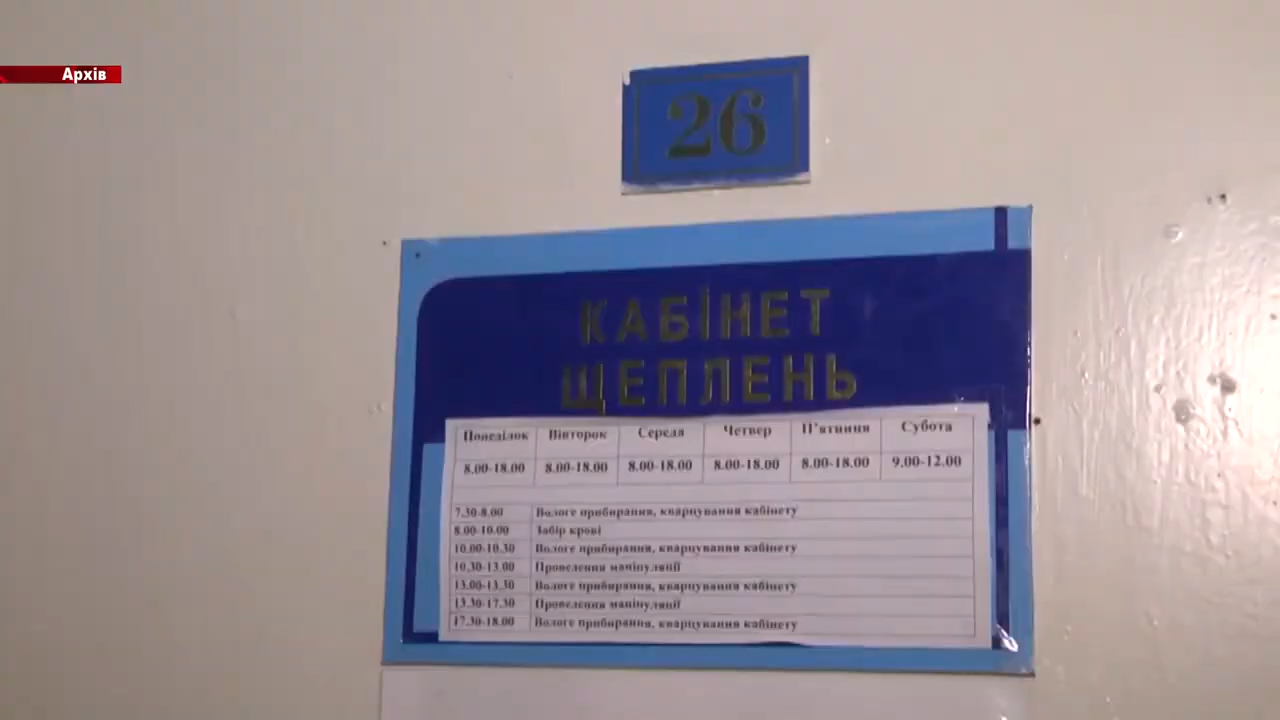 Архів
26
КАБІНЕТ
ЩЕПЛЕНЬ
Понеділок Вівторок Середа Четвер П'ятниця Субота
8.00-18.00 8.00-18.00 8.00-18.00 8.00-18.00 8.00-18.00 9.00-12.00
7.30-8.00 Вологе прибирання, кварцування кабінету
8.00-10.00 Забір крові
10.00-10.30 Вологе прибирання, кварцування кабінету
10.30-13.00 Проведення маніпуляції
13.00-13.30 Вологе прибирання, кварцування кабінету
13.30-17.30 Проведення маніпуляції
17.30-18.00 Вологе прибирання, кварцування кабінету